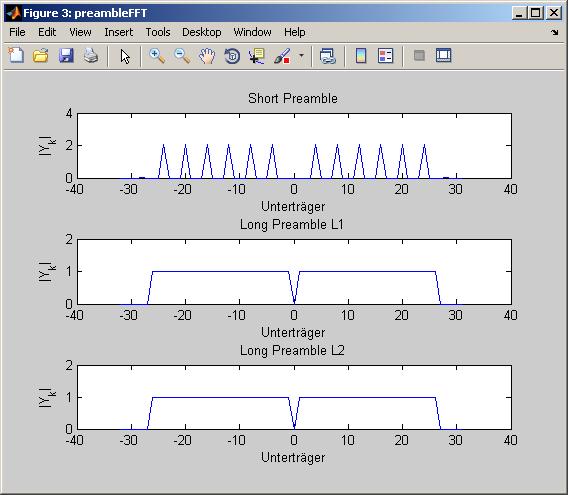 Figure 3: preambleFFT
File Edit View Insert Tools Desktop Window Help
Short Preamble
4
2
0
|Yk|
-40 -30 -20 -10 0 10 20 30 40
Unterträger
Long Preamble L1
2
1
0
|Yk|
-40 -30 -20 -10 0 10 20 30 40
Unterträger
Long Preamble L2
2
1
0
|Yk|
-40 -30 -20 -10 0 10 20 30 40
Unterträger